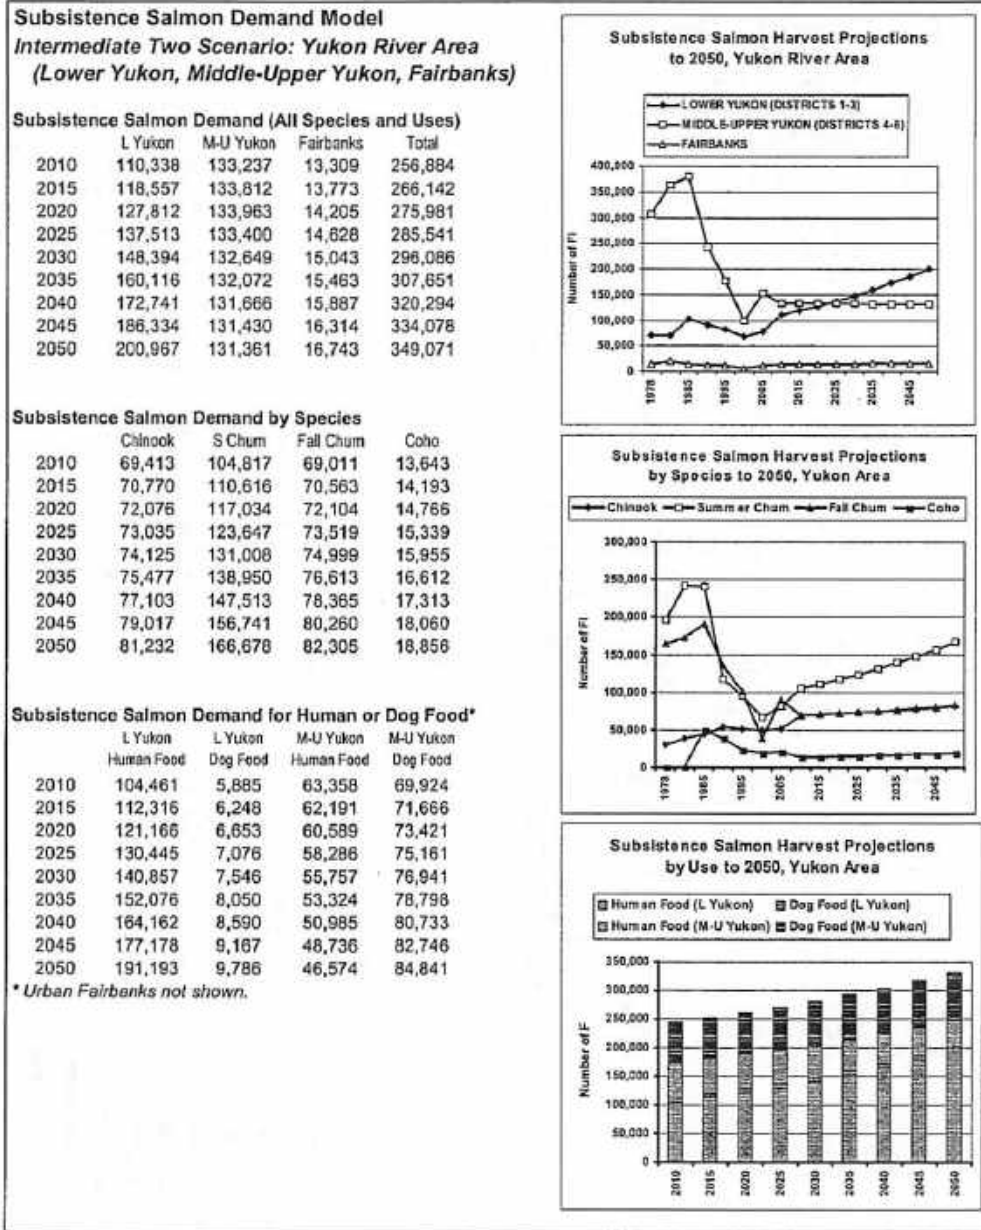 Subsistence Salmon Demand Model
Intermediate Two Scenario: Yukon River Area
(Lower Yukon, Middle-Upper Yukon, Fairbanks)
Subsistence Salmon Demand (All Species and Uses)
L Yukon M-U Yukon Fairbanks Total
2010 110,338 133,237 13,309 256,884
2015 118,557 133,812 13,773 266,142
2020 127,812 133,963 14,205 275,981
2025 137,513 133,400 14,628 285,541
2030 148,394 132,649 15,043 296,086
2035 160,116 132,072 15,463 307,651
2040 172,741 131,666 15,887 320,294
2045 186,334 131,430 16,314 334,078
2050 200,967 131,361 16,743 349,071
Subsistence Salmon Demand by Species
Chinook S Chum Fall Chum Coho
2010 69,413 104,817 69,011 13,643
2015 70,770 110,616 70,563 14,193
2020 72,076 117,034 72,104 14,766
2025 73,035 123,647 73,519 15,339
2030 74,125 131,008 74,999 15,955
2035 75,477 138,950 76,613 16,612
2040 77,103 147,513 78,365 17,313
2045 79,017 156,741 80,260 18,060
2050 81,232 166,678 82,305 18,856
Subsistence Salmon Demand for Human or Dog Food*
L Yukon L Yukon M-U Yukon M-U Yukon
Human Food Dog Food Human Food Dog Food
2010 104,461 5,885 63,358 69,924
2015 112,316 6,248 62,191 71,666
2020 121,166 6,653 60,589 73,421
2025 130,445 7,076 58,286 75,161
2030 140,857 7,546 55,757 76,941
2035 152,076 8,050 53,324 78,798
2040 164,162 8,590 50,985 80,733
2045 177,178 9,167 48,736 82,746
2050 191,193 9,786 46,574 84,841
* Urban Fairbanks not shown.
Subsistence Salmon Harvest Projections
to 2050, Yukon River Area
LOWER YUKON (DISTRICTS 1-3)
MIDDLE-UPPER YUKON (DISTRICTS 4-6)
FAIRBANKS
Number of Fi
400,000
350,000
300,000
250,000
200,000
150,000
100,000
50,000
0
1978 1985 1995 2005 2015 2025 2035 2045
Subsistence Salmon Harvest Projections
by Species to 2050, Yukon Area
Chinook Summer Chum Fall Chum Coho
Number of Fi
300,000
250,000
200,000
150,000
100,000
50,000
0
1978 1985 1995 2005 2015 2025 2035 2045
Subsistence Salmon Harvest Projections
by Use to 2050, Yukon Area
Human Food (L Yukon) Dog Food (L Yukon)
Human Food (M-U Yukon) Dog Food (M-U Yukon)
Number of F
350,000
300,000
250,000
200,000
150,000
100,000
50,000
0
2010 2015 2020 2025 2030 2035 2040 2045 2050